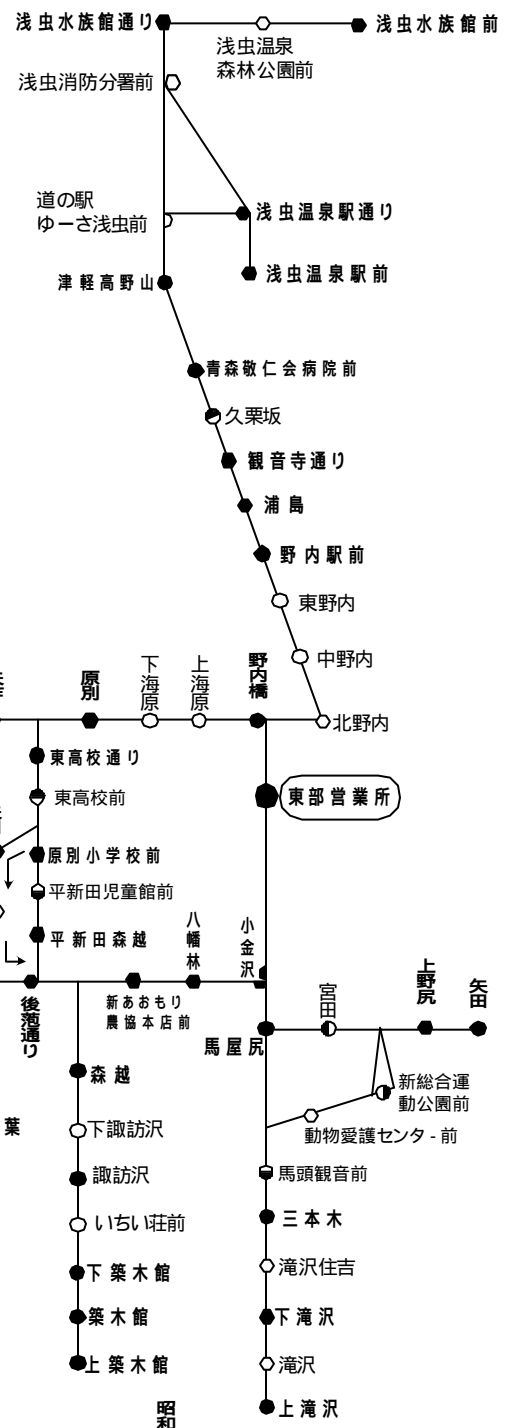 浅虫水族館通り
浅虫温泉
森林公園前
浅虫水族館前
浅虫消防分署前
道の駅
ゆーさ浅虫前
浅虫温泉駅通り
津軽高野山
浅虫温泉駅前
青森敬仁会病院前
久栗坂
観音寺通り
浦島
野内駅前
東野内
中野内
原別
下海原
上海原
野内橋
北野内
東高校通り
東部営業所
東高校前
原別小学校前
平新田児童館前
平新田森越
八幡林
小金沢
後萢通り
新あおもり
農協本店前
馬屋尻
宮田
上野尻
矢田
森越
新総合運
動公園前
葉
下諏訪沢
動物愛護センタ-前
諏訪沢
馬頭観音前
いちい荘前
三本木
下築木館
滝沢住吉
築木館
下滝沢
上築木館
滝沢
昭和
上滝沢